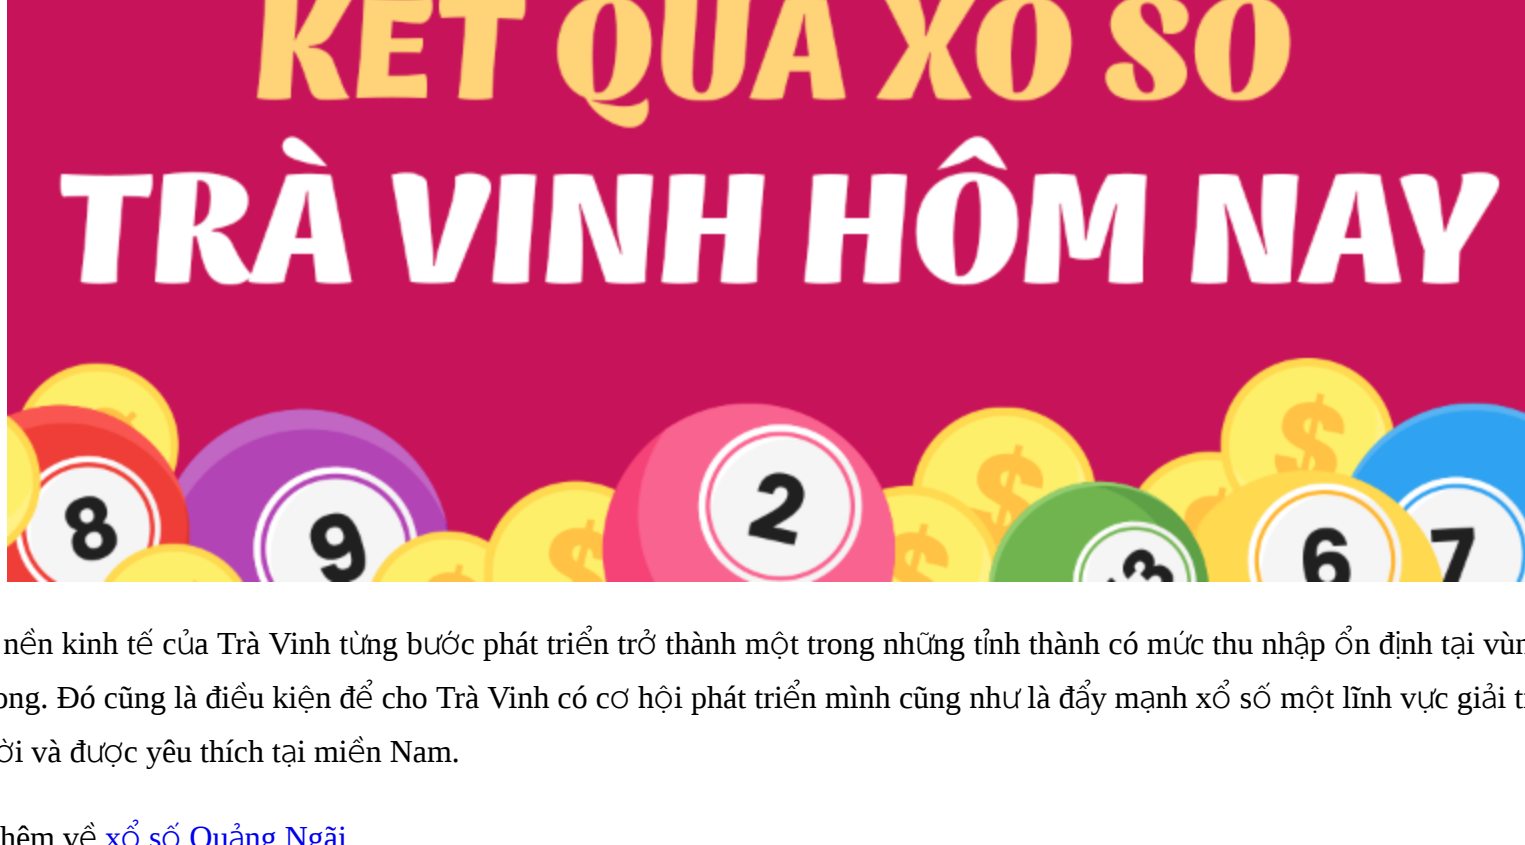 KẾT QUẢ XỔ SỐ
TRÀ VINH HÔM NAY
8 9 2 3 6 7
nền kinh tế của Trà Vinh từng bước phát triển trở thành một trong những tỉnh thành có mức thu nhập ổn định tại vùn
ong. Đó cũng là điều kiện để cho Trà Vinh có cơ hội phát triển mình cũng như là đẩy mạnh xổ số một lĩnh vực giải t
ời và được yêu thích tại miền Nam.
hêm về xổ số Quảng Ngãi